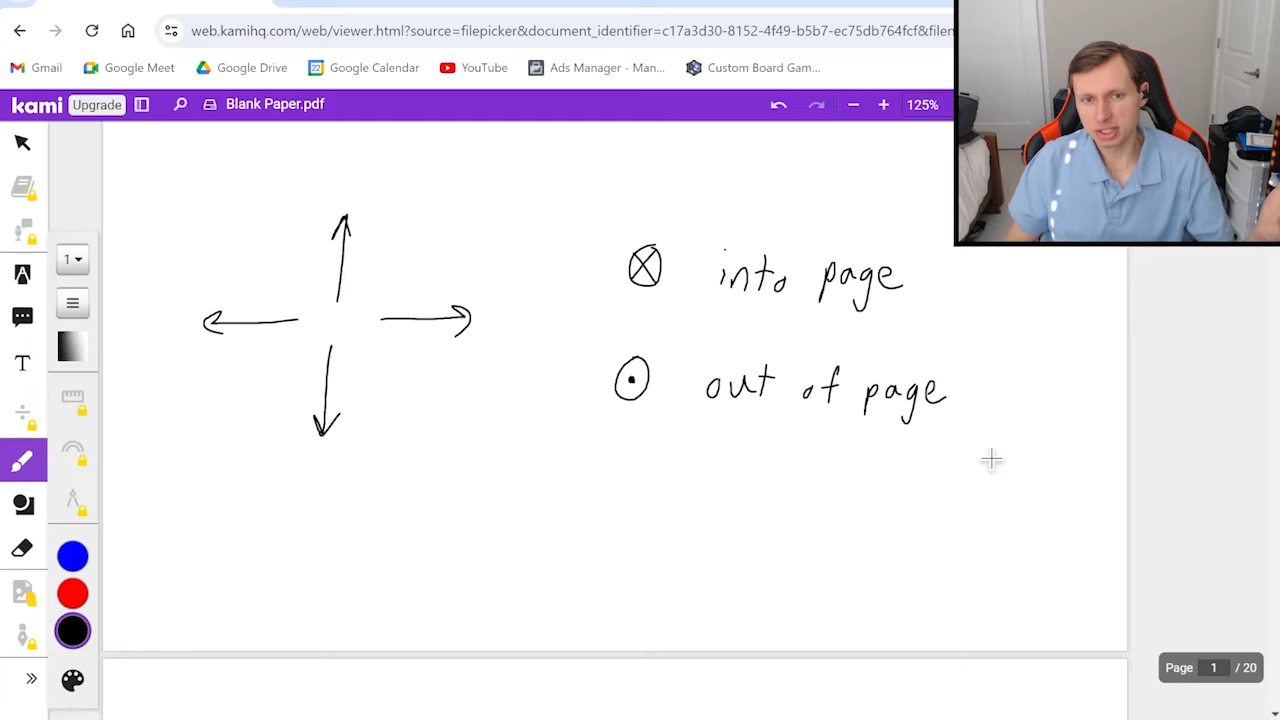 web.kamihq.com/web/viewer.html?source=filepicker&document_identifier=c17a3d30-8152-4f49-b5b7-ec75db764fcf&filen
Gmail Google Meet Google Drive 22 Google Calendar YouTube Ads Manager - Man... Custom Board Gam...
kami Upgrade Blank Paper.pdf 125%
1
into page
out of page
T
Page 1 / 20